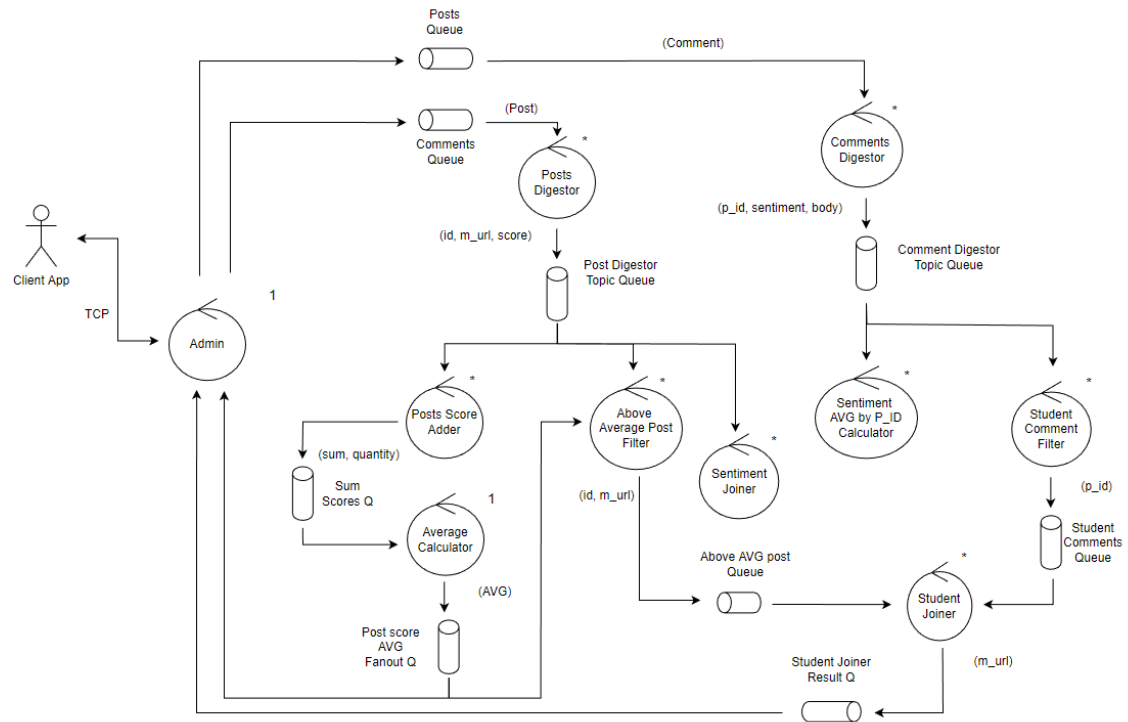 Posts
Queue
(Comment)
(Post)
*
Comments
Queue
*
Comments
Digestor
Posts
Digestor
(p_id, sentiment, body)
(id, m_url, score)
Client App
Post Digestor
Topic Queue
Comment Digestor
Topic Queue
TCP
1
Admin
*
Posts Score
Adder
*
Above
Average Post
Filter
*
Sentiment
AVG by P_ID
Calculator
*
Student
Comment
Filter
*
Sentiment
Joiner
(sum, quantity)
Sum
Scores Q
(id, m_url)
(p_id)
1
Average
Calculator
Student
Comments
Queue
Above AVG post
Queue
*
Student
Joiner
(AVG)
Post score
AVG
Fanout Q
Student Joiner
Result Q
(m_url)